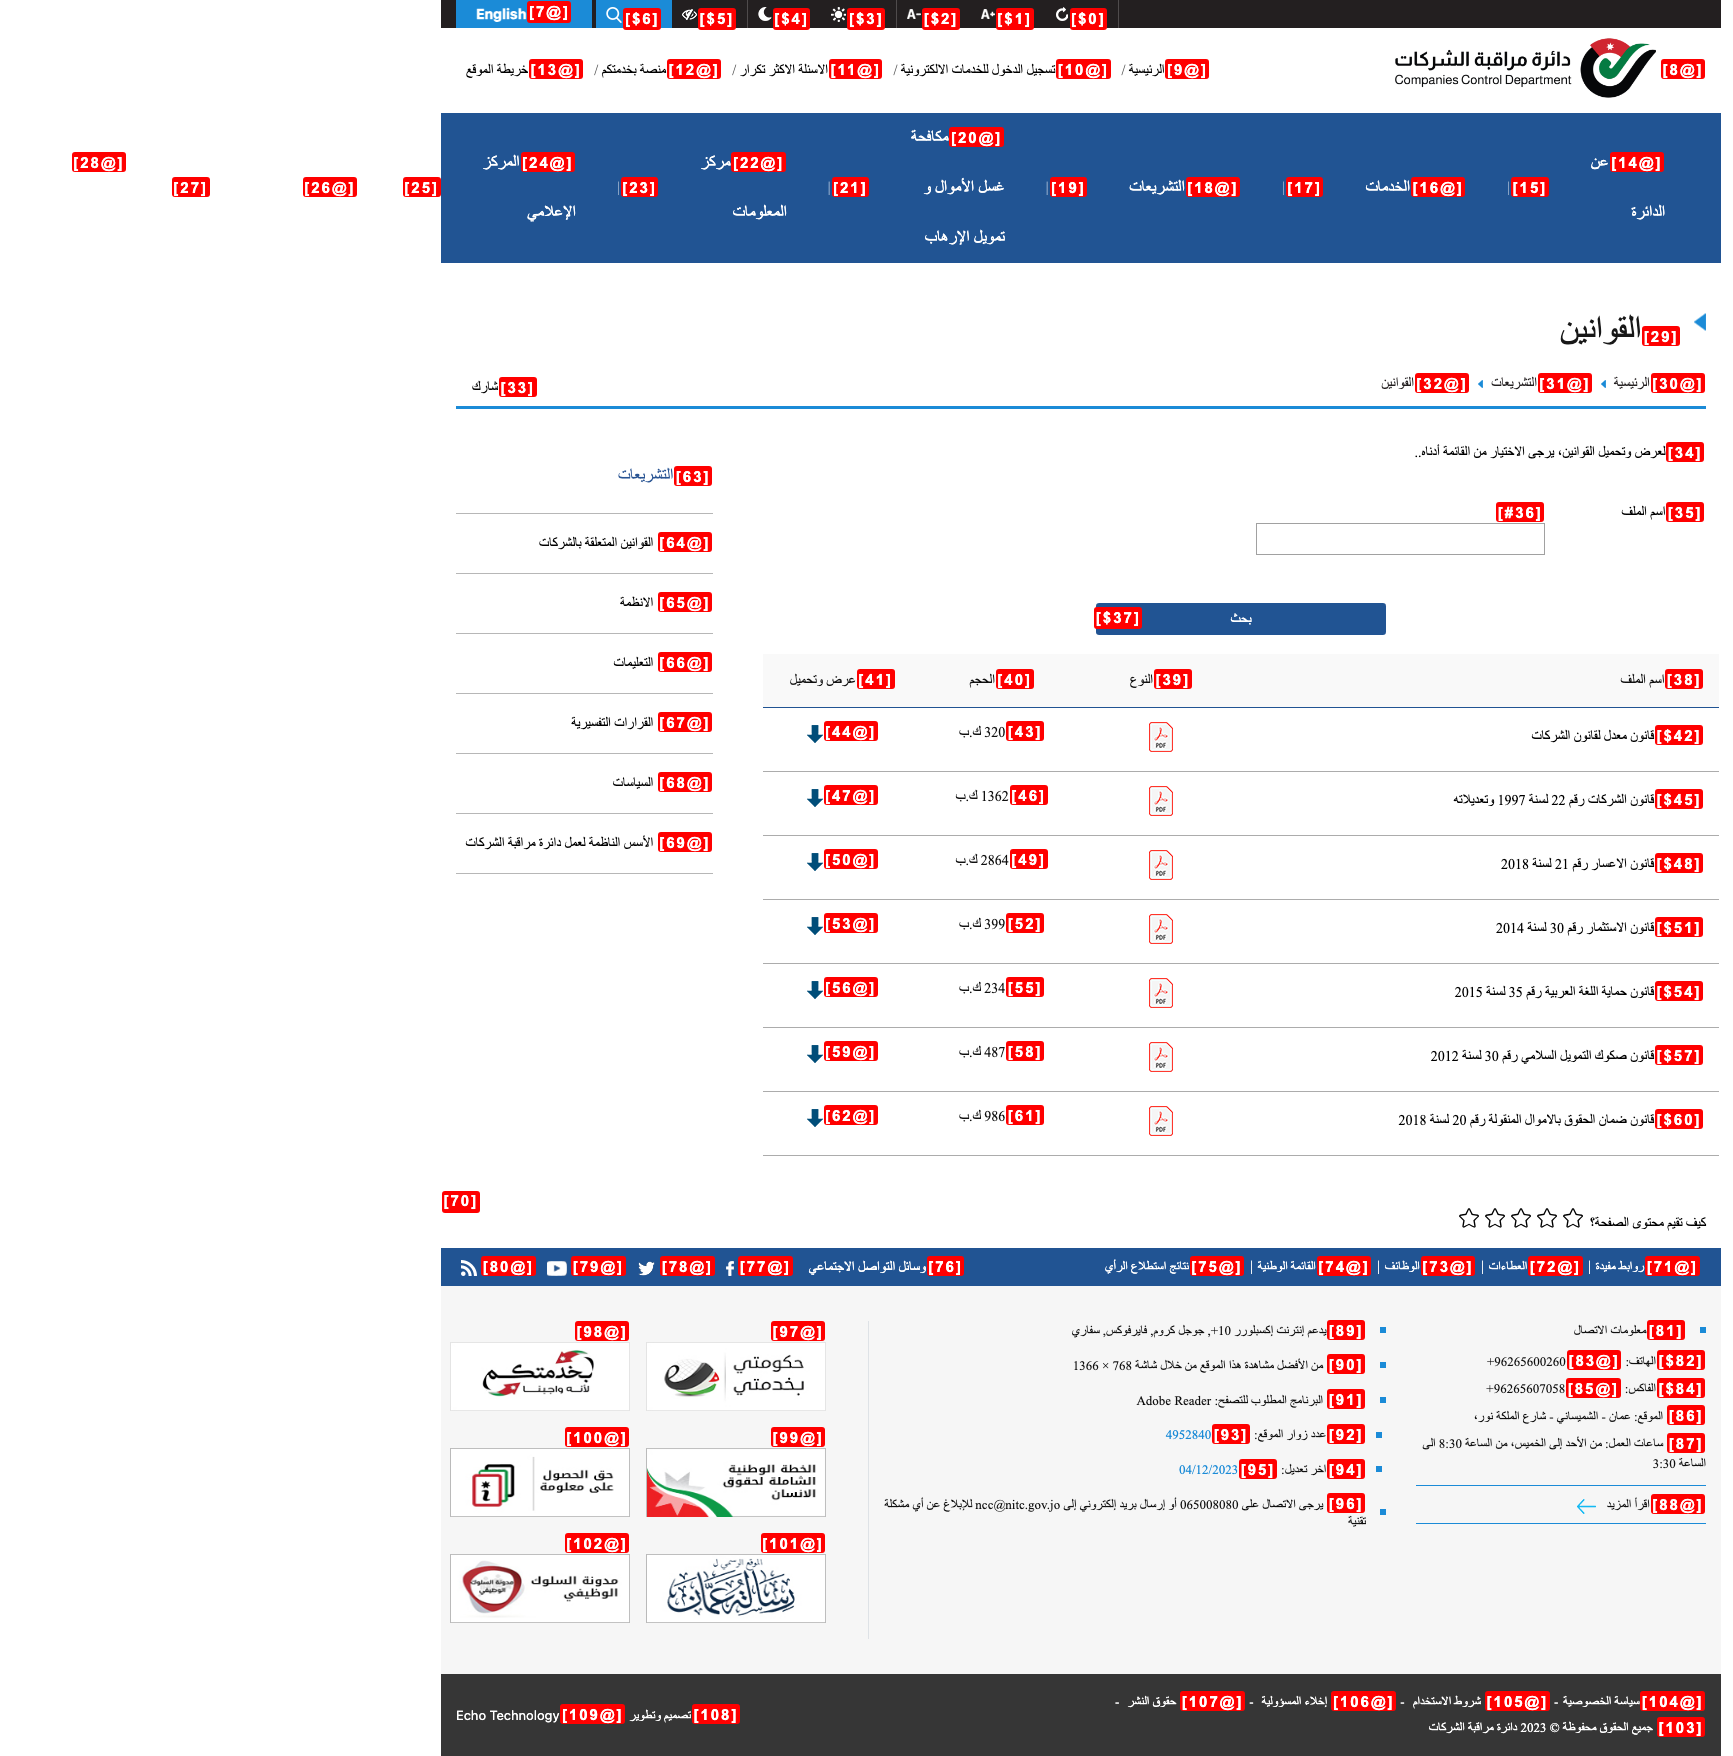 English [@7] [$6] [$5] [$4] [$3] A- [$2] A+ [$1] [$0]
[@8] دائرة مراقبة الشركات
Companies Control Department
[@9]الرئيسية / [@10]تسجيل الدخول للخدمات الالكترونية / [@11]الاسئلة الاكثر تكرار / [@12]منصة بخدمتكم / [@13]خريطة الموقع
[@14]عن الدائرة [15] | [@16]الخدمات [17] | [@18]التشريعات [19] | [@20]مكافحة غسل الأموال و تمويل الإرهاب [21] | [@22]مركز المعلومات [23] | [@24]المركز الإعلامي [25] [@26] [27] [@28]
[29]القوانين
[@30]الرئيسية [@31]التشريعات [@32]القوانين
[33]شارك
[34]لعرض وتحميل القوانين، يرجى الاختيار من القائمة أدناه..
[35]اسم الملف [#36]
[$37] بحث
[38]اسم الملف [39]النوع [40]الحجم [41]عرض وتحميل
[$42]قانون معدل لقانون الشركات PDF [43]320 ك.ب [@44]
[$45]قانون الشركات رقم 22 لسنة 1997 وتعديلاته PDF [46]1362 ك.ب [@47]
[$48]قانون الاعسار رقم 21 لسنة 2018 PDF [49]2864 ك.ب [@50]
[$51]قانون الاستثمار رقم 30 لسنة 2014 PDF [52]399 ك.ب [@53]
[$54]قانون حماية اللغة العربية رقم 35 لسنة 2015 PDF [55]234 ك.ب [@56]
[$57]قانون صكوك التمويل السلامي رقم 30 لسنة 2012 PDF [58]487 ك.ب [@59]
[$60]قانون ضمان الحقوق بالاموال المنقولة رقم 20 لسنة 2018 PDF [61]986 ك.ب [@62]
[63]التشريعات
[@64] القوانين المتعلقة بالشركات
[@65] الانظمة
[@66] التعليمات
[@67] القرارات التفسيرية
[@68] السياسات
[@69] الأسس الناظمة لعمل دائرة مراقبة الشركات
[70]
كيف تقيم محتوى الصفحة؟
[@71]روابط مفيدة | [@72]العطاءات | [@73]الوظائف | [@74]القائمة الوطنية | [@75]نتائج استطلاع الرأي
[76]وسائل التواصل الاجتماعي [@77] [@78] [@79] [@80]
[81]معلومات الاتصال
[$82]الهاتف: [@83]96265600260+
[$84]الفاكس: [@85]96265607058+
[86] الموقع: عمان - الشميساني - شارع الملكة نور،
[87] ساعات العمل: من الأحد إلى الخميس، من الساعة 8:30 الى
الساعة 3:30
[@88]اقرأ المزيد
[89]يدعم إنترنت إكسبلورر 10+, جوجل كروم, فايرفوكس, سفاري
[90] من الأفضل مشاهدة هذا الموقع من خلال شاشة 768 × 1366
[91] البرنامج المطلوب للتصفح: Adobe Reader
[92]عدد زوار الموقع: [93]4952840
[94]اخر تعديل: [95]04/12/2023
[96] يرجى الاتصال على 065008080 أو إرسال بريد إلكتروني إلى ncc@nitc.gov.jo للإبلاغ عن أي مشكلة
تقنية
[@97] حكومتي بخدمتي
[@98] بخدمتكم
لأنه واجبنا
[@99] الخطة الوطنية الشاملة لحقوق الانسان
[@100] حق الحصول على معلومة
[@101] الموقع الرسمي ل
رسالة عمّان
[@102] مدونة السلوك الوظيفي
[@104]سياسة الخصوصية - [@105] شروط الاستخدام - [@106] إخلاء المسؤولية - [@107] حقوق النشر -
[103] جميع الحقوق محفوظة © 2023 دائرة مراقبة الشركات
[108]تصميم وتطوير [@109] Echo Technology